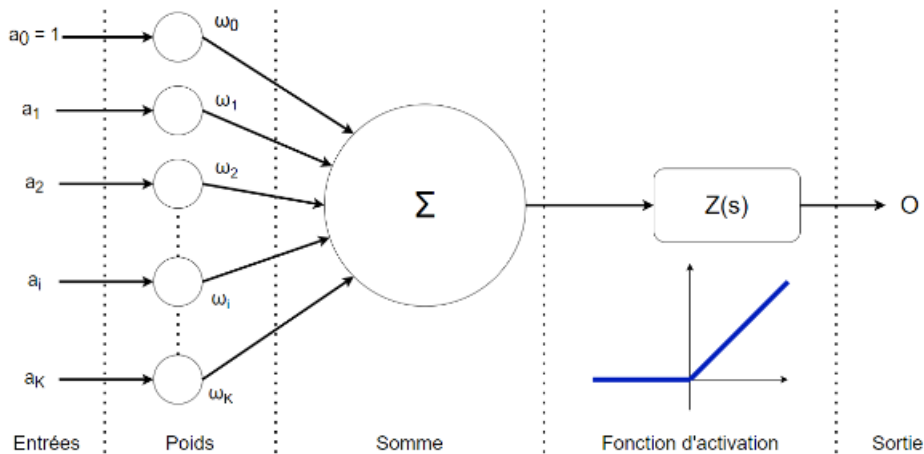 a0 = 1
ω0
a1
ω1
a2
ω2
Σ
Z(s)
O
ai
ωi
aK
ωK
Entrées
Poids
Somme
Fonction d'activation
Sortie